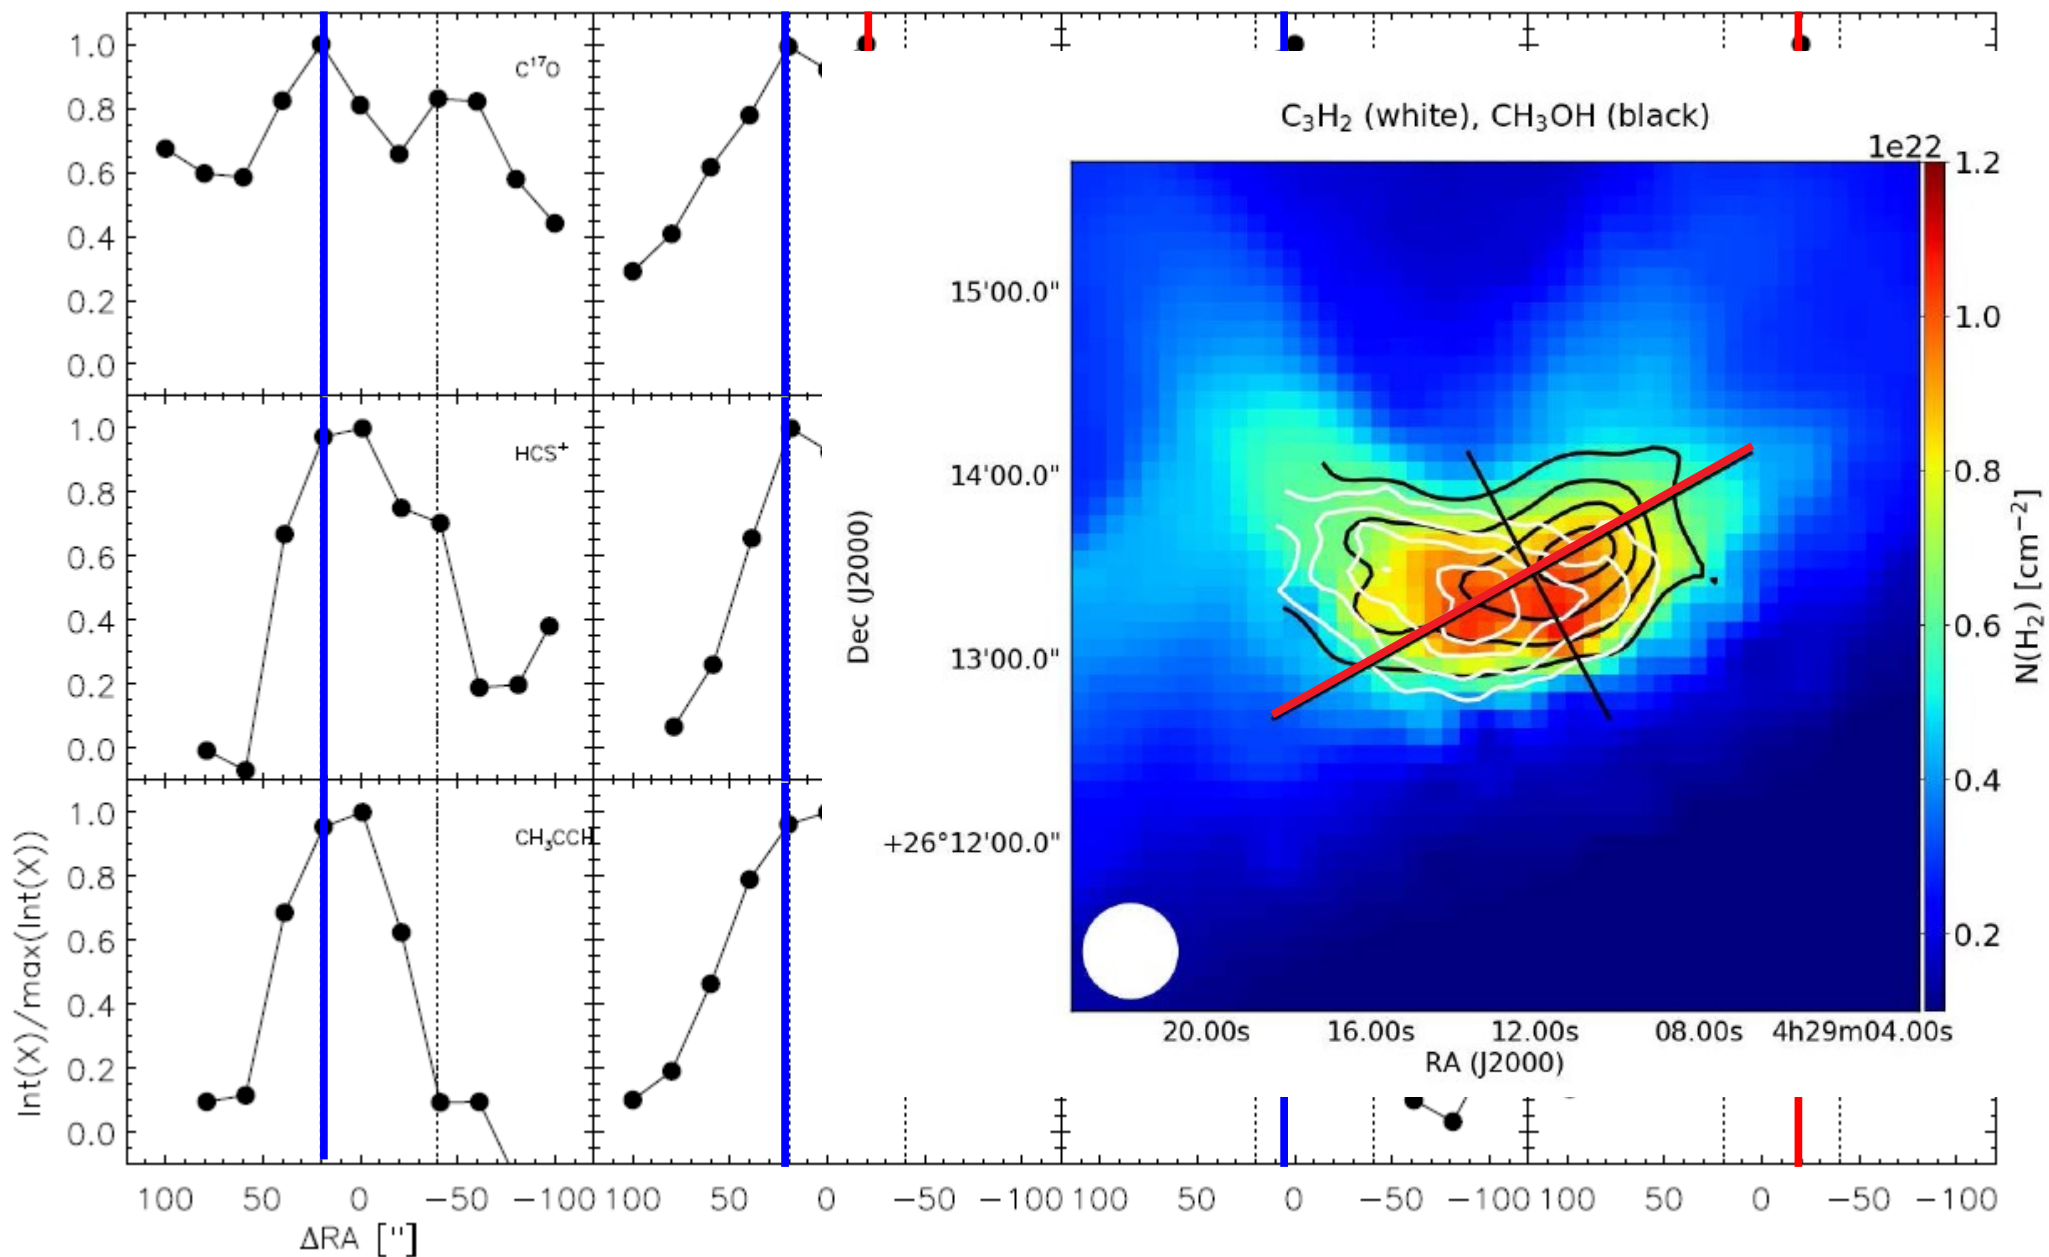 1.0
0.8
0.6
0.4
0.2
0.0
C¹⁷O
1.0
0.8
0.6
0.4
0.2
0.0
HCS⁺
1.0
0.8
0.6
0.4
0.2
0.0
CH₃CCH
Int(X)/max(Int(X))
100 50 0 −50 −100
100 50 0 −50 −100
100 50 0 −50 −100
100 50 0 −50 −100
ΔRA ["]
C₃H₂ (white), CH₃OH (black)
1e22
15'00.0"
14'00.0"
13'00.0"
+26°12'00.0"
Dec (J2000)
20.00s 16.00s 12.00s 08.00s 4h29m04.00s
RA (J2000)
1.2
1.0
0.8
0.6
0.4
0.2
N(H₂) [cm⁻²]